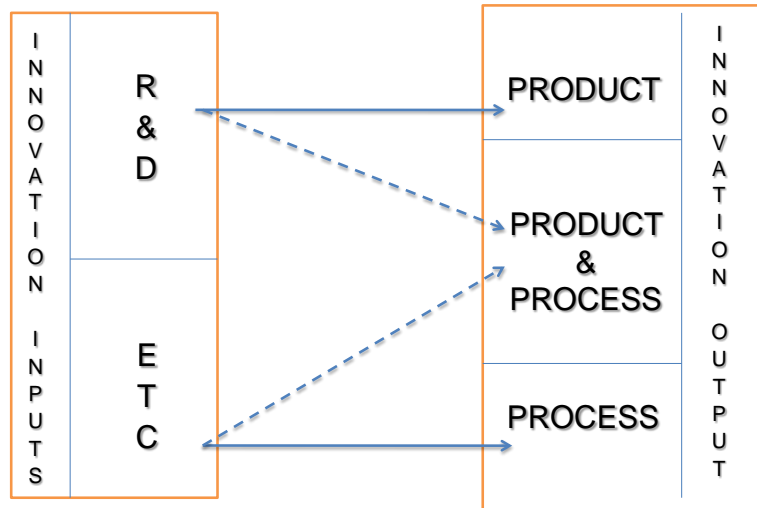 INNOVATION INPUTS
R
&
D
E
T
C
PRODUCT
PRODUCT
&
PROCESS
PROCESS
INNOVATION OUTPUT